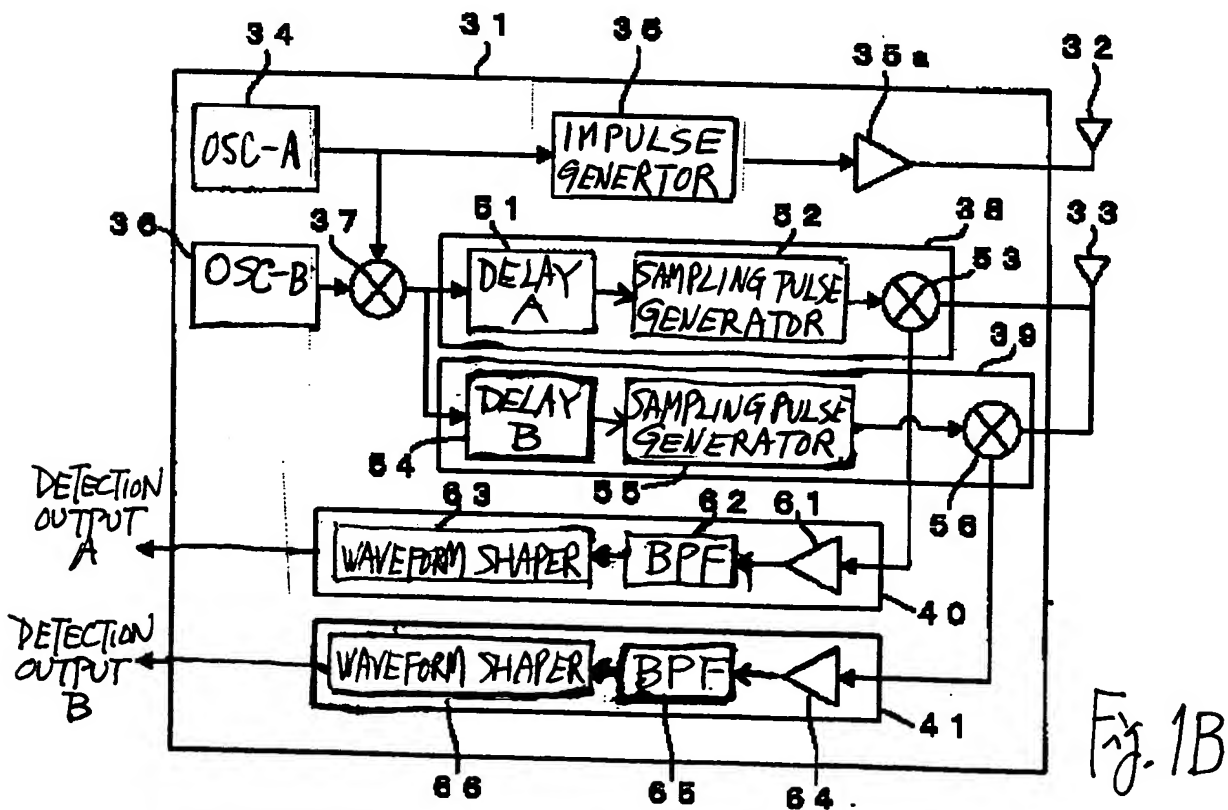 34
31
35
35a
32
OSC-A
IMPULSE
GENERTOR
36
37
51
52
38
33
OSC-B
DELAY
A
SAMPLING PULSE
GENERATOR
53
39
DELAY
B
SAMPLING PULSE
GENERATOR
54
55
56
DETECTION
OUTPUT
A
63
62
61
WAVEFORM SHAPER
BPF
40
DETECTION
OUTPUT
B
WAVEFORM SHAPER
BPF
41
66
65
64
Fig. 1B